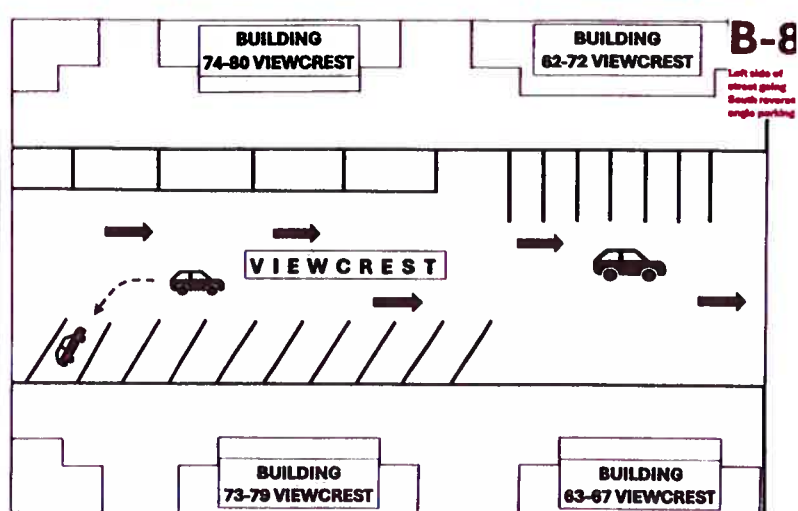 BUILDING
74-80 VIEWCREST
BUILDING
62-72 VIEWCREST
B-8
Left side of
street going
South reverse
angle parking
VIEWCREST
BUILDING
73-79 VIEWCREST
BUILDING
63-67 VIEWCREST